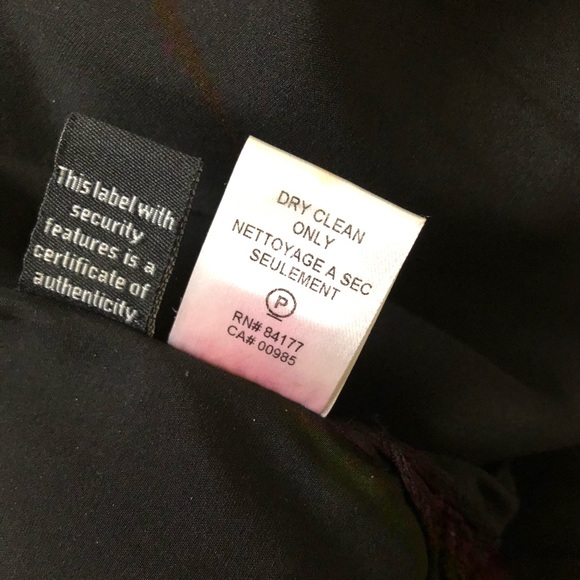 This label with
security
features is a
certificate of
authenticity.
DRY CLEAN
ONLY
NETTOYAGE A SEC
SEULEMENT
P
RN# 84177
CA# 00985